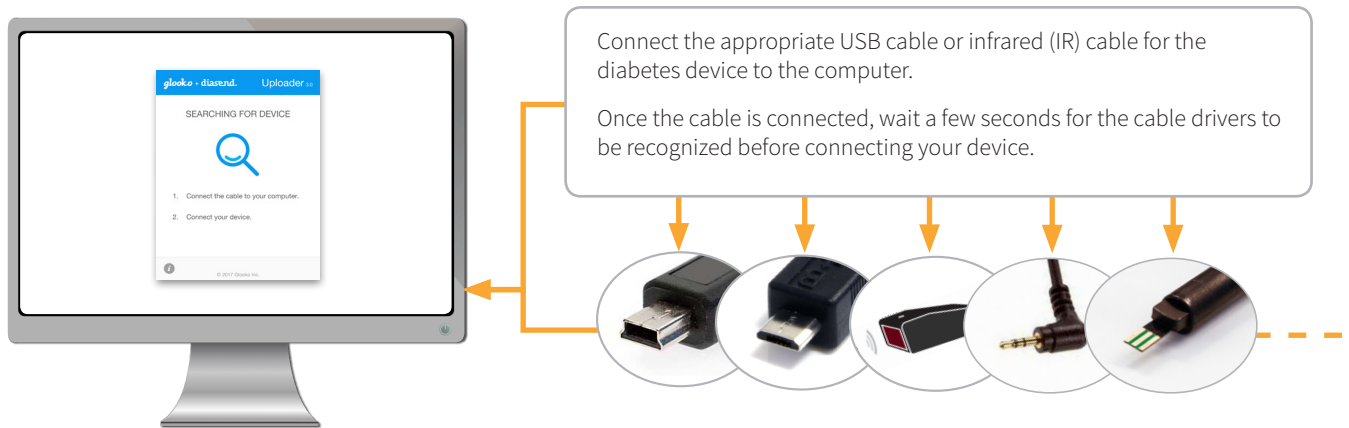 glooko + diasend. Uploader 3.0
SEARCHING FOR DEVICE
1. Connect the cable to your computer.
2. Connect your device.
© 2017 Glooko Inc.
Connect the appropriate USB cable or infrared (IR) cable for the
diabetes device to the computer.
Once the cable is connected, wait a few seconds for the cable drivers to
be recognized before connecting your device.